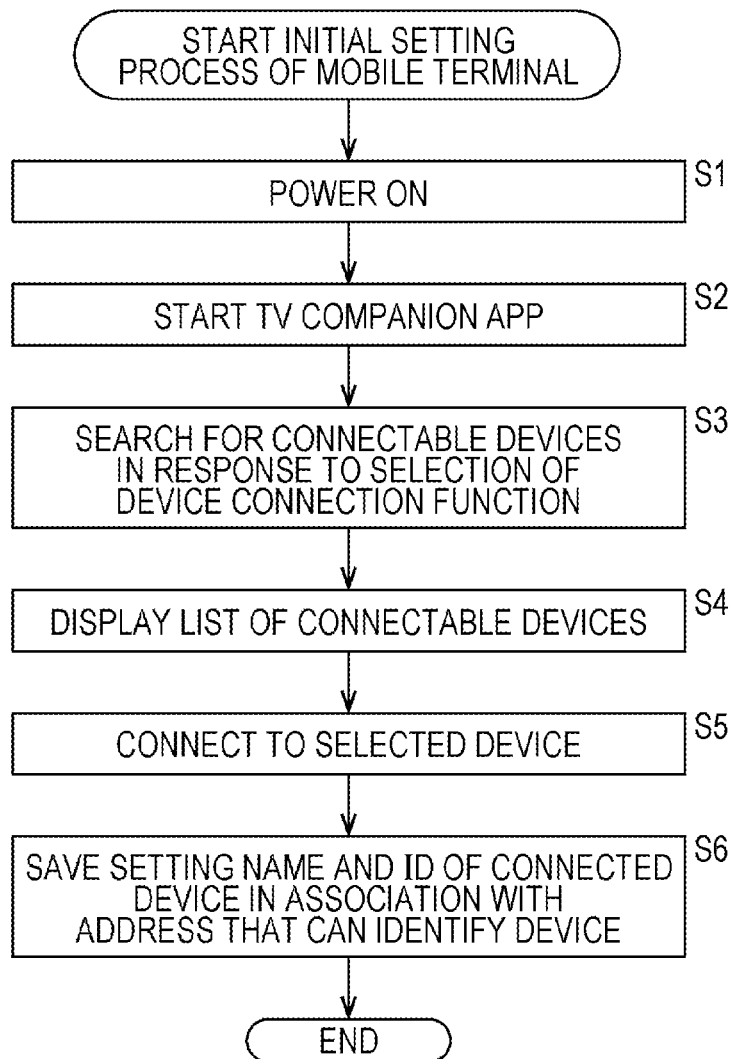 START INITIAL SETTING
PROCESS OF MOBILE TERMINAL
S1
POWER ON
S2
START TV COMPANION APP
S3
SEARCH FOR CONNECTABLE DEVICES
IN RESPONSE TO SELECTION OF
DEVICE CONNECTION FUNCTION
S4
DISPLAY LIST OF CONNECTABLE DEVICES
S5
CONNECT TO SELECTED DEVICE
S6
SAVE SETTING NAME AND ID OF CONNECTED
DEVICE IN ASSOCIATION WITH
ADDRESS THAT CAN IDENTIFY DEVICE
END